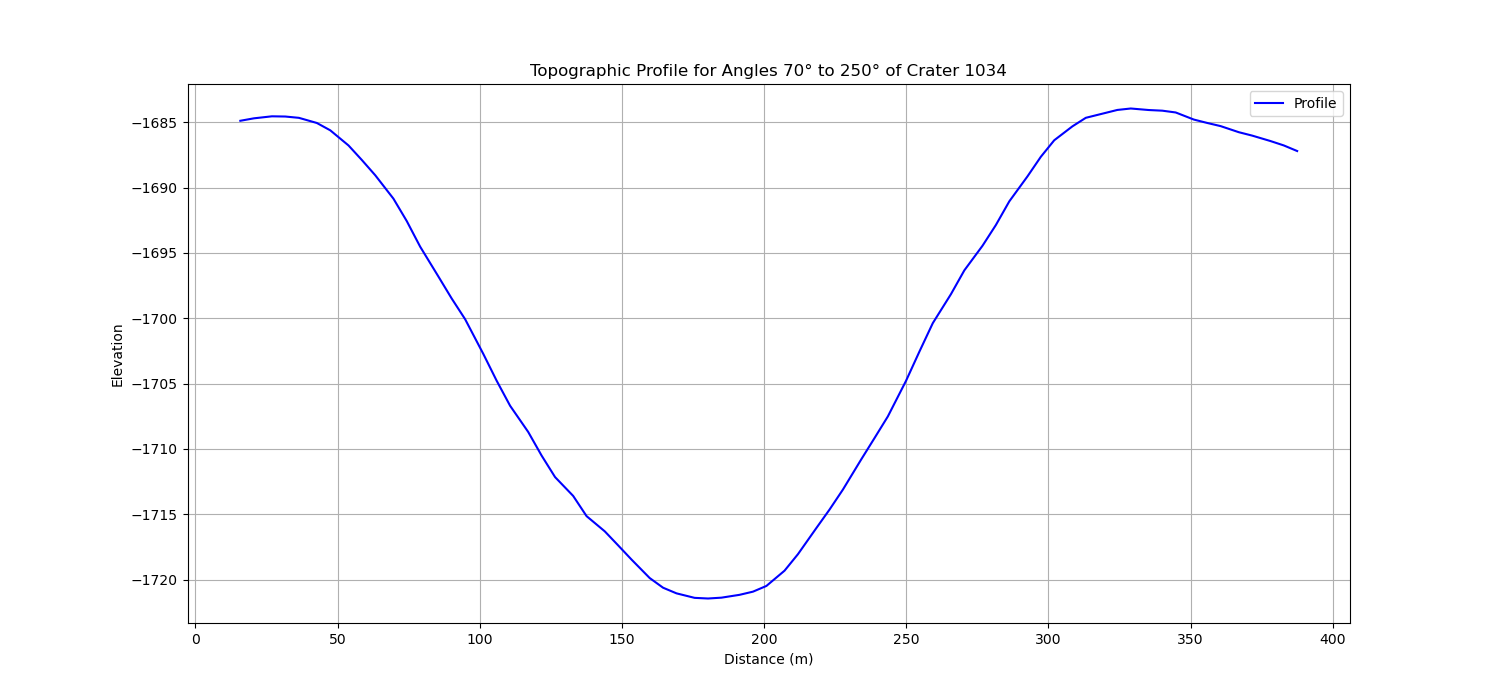 Topographic Profile for Angles 70° to 250° of Crater 1034
Profile
−1685
−1690
−1695
−1700
−1705
−1710
−1715
−1720
Elevation
0 50 100 150 200 250 300 350 400
Distance (m)